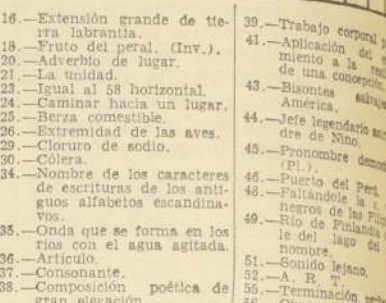 16.—Extensión grande de tie-
rra labrantía.
18.—Fruto del peral. (Inv.).
20.—Adverbio de lugar.
21.—La unidad.
23.—Igual al 58 horizontal.
24.—Caminar hacia un lugar.
25.—Berza comestible.
26.—Extremidad de las aves.
29.—Cloruro de sodio.
30.—Cólera.
34.—Nombre de los caracteres
de escrituras de los anti-
guos alfabetos escandina-
vos.
35.—Onda que se forma en los
ríos con el agua agitada.
36.—Artículo.
37.—Consonante.
38.—Composición poética de
gran elevación
39.—Trabajo corporal
41.—Aplicación del
miento a la
de una concepción
43.—Bisontes
América.
44.—Jefe legendario
dre de Nino.
45.—Pronombre
(Pl.).
46.—Puerto del Perú
48.—Faltándole la
negros de las
49.—Río de Finlandia
le del lago del
nombre.
51.—Sonido lejano.
52.—A. R. T.
55.—Terminación